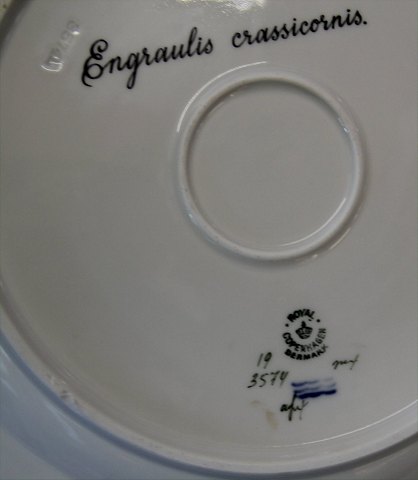 Engraulis crassicornis.
ROYAL
COPENHAGEN
DENMARK
19
3574